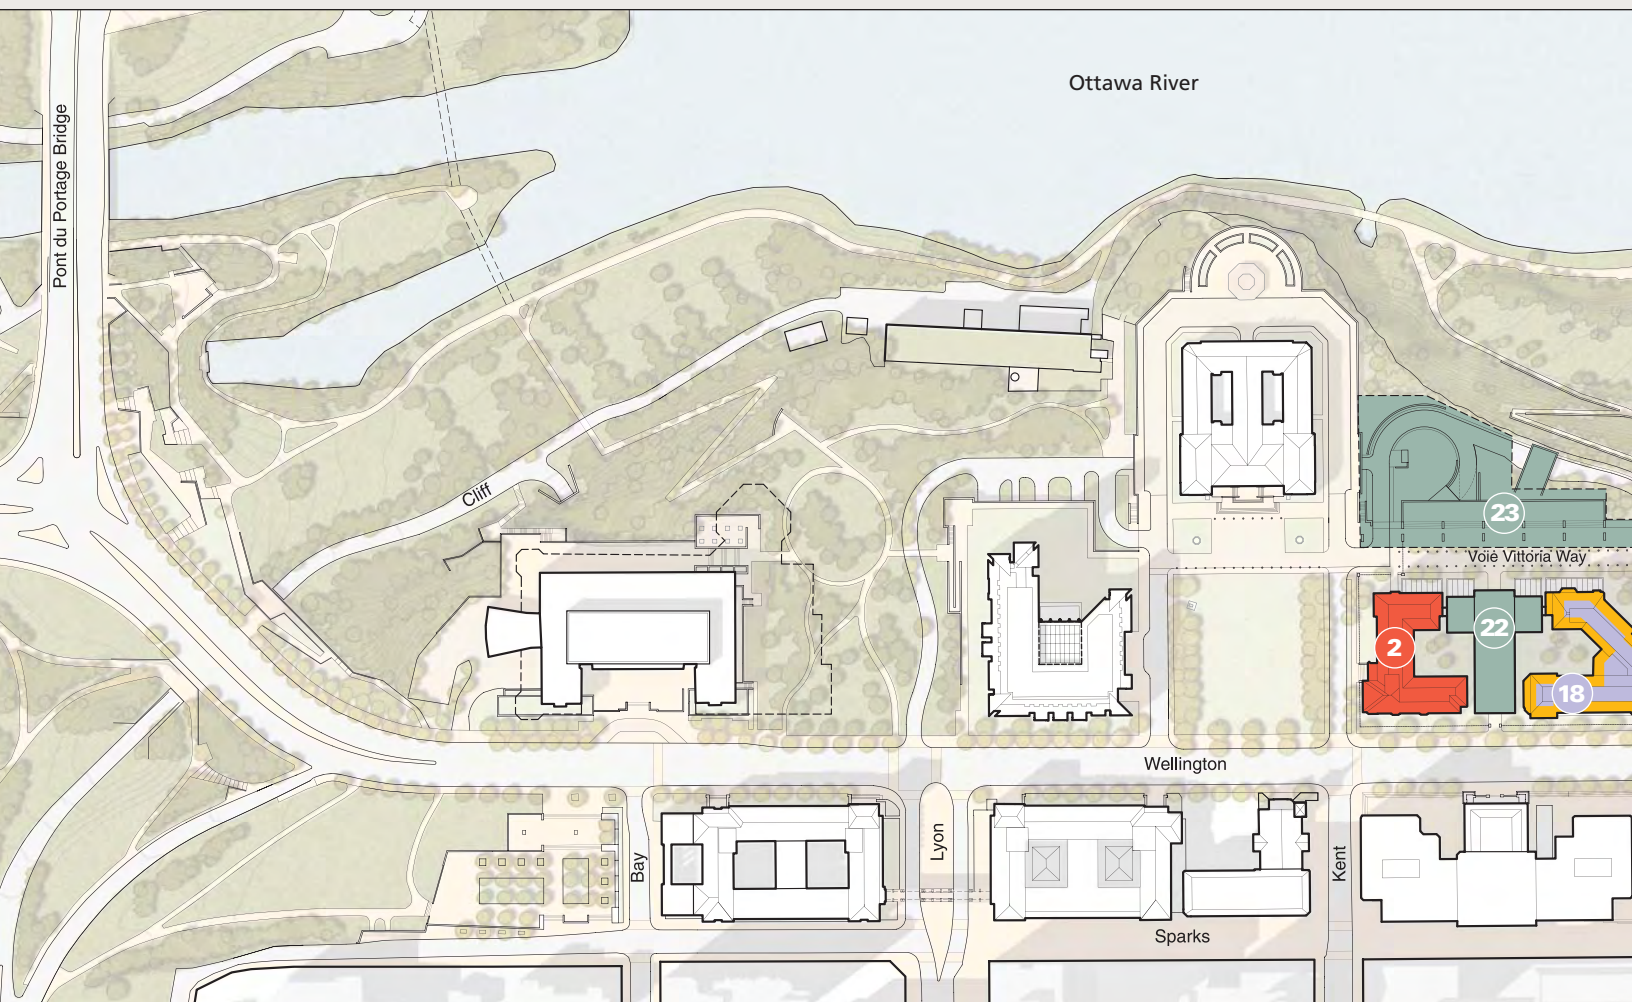 Ottawa River
Pont du Portage Bridge
Cliff
23
Voie Vittoria Way
22
2
18
Wellington
Lyon
Bay
Kent
Sparks